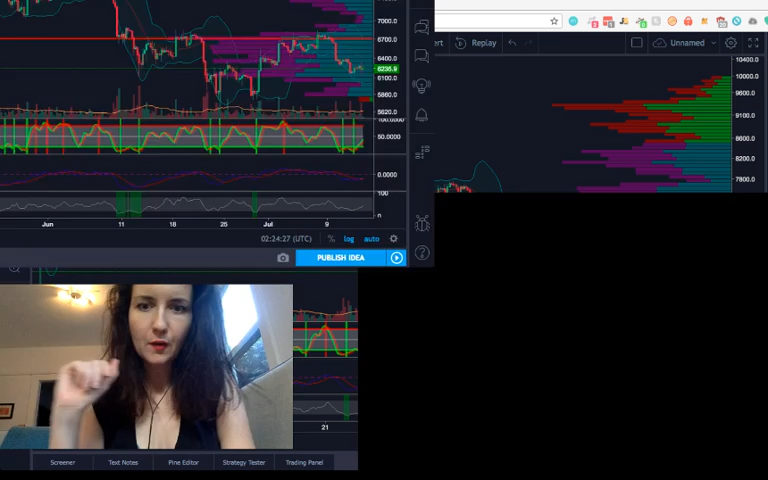 7000.0
6700.0
6400.0
6236.9
6100.0
5860.0
5620.0
100.0000
50.0000
0.0000
100
0
Jun
11
18
25
Jul
9
02:24:27 (UTC)
%
log
auto
PUBLISH IDEA
ert
Replay
Unnamed
10400.0
10000.0
9600.0
9100.0
8600.0
8200.0
7800.0
21
Screener
Text Notes
Pine Editor
Strategy Tester
Trading Panel